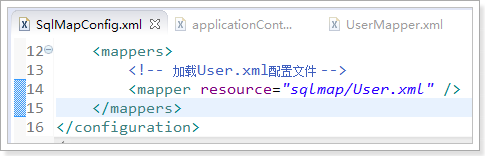 SqlMapConfig.xml applicationCont... UserMapper.xml
12 <mappers>
13 <!-- 加载User.xml配置文件 -->
14 <mapper resource="sqlmap/User.xml" />
15 </mappers>
16 </configuration>